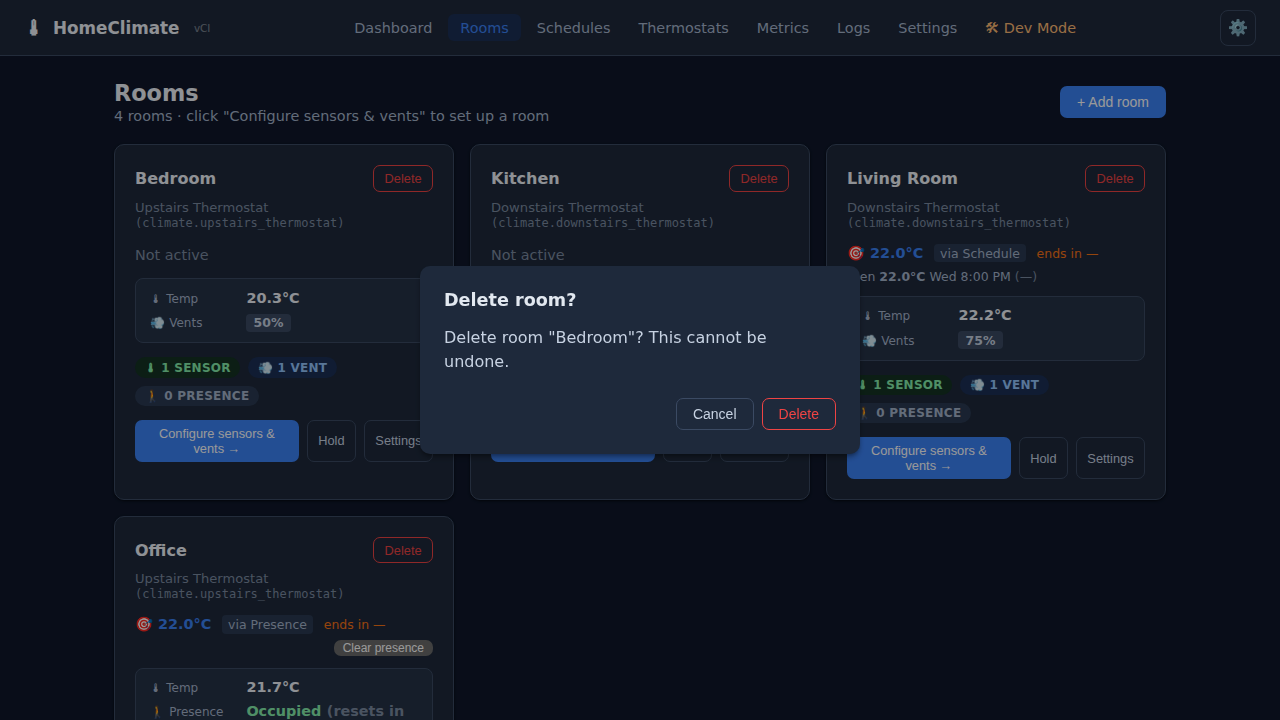 HomeClimate vCI
Dashboard Rooms Schedules Thermostats Metrics Logs Settings 🛠 Dev Mode
Rooms
4 rooms · click "Configure sensors & vents" to set up a room
+ Add room
Bedroom Delete
Upstairs Thermostat
(climate.upstairs_thermostat)
Not active
Temp 20.3°C
Vents 50%
1 SENSOR 1 VENT
0 PRESENCE
Configure sensors &
vents →
Hold Settings
Kitchen Delete
Downstairs Thermostat
(climate.downstairs_thermostat)
Not active
Living Room Delete
Downstairs Thermostat
(climate.downstairs_thermostat)
22.0°C via Schedule ends in —
22.0°C Wed 8:00 PM (—)
Temp 22.2°C
Vents 75%
1 SENSOR 1 VENT
0 PRESENCE
Configure sensors &
vents →
Hold Settings
Delete room?
Delete room "Bedroom"? This cannot be
undone.
Cancel Delete
Office Delete
Upstairs Thermostat
(climate.upstairs_thermostat)
22.0°C via Presence ends in —
Clear presence
Temp 21.7°C
Presence Occupied (resets in